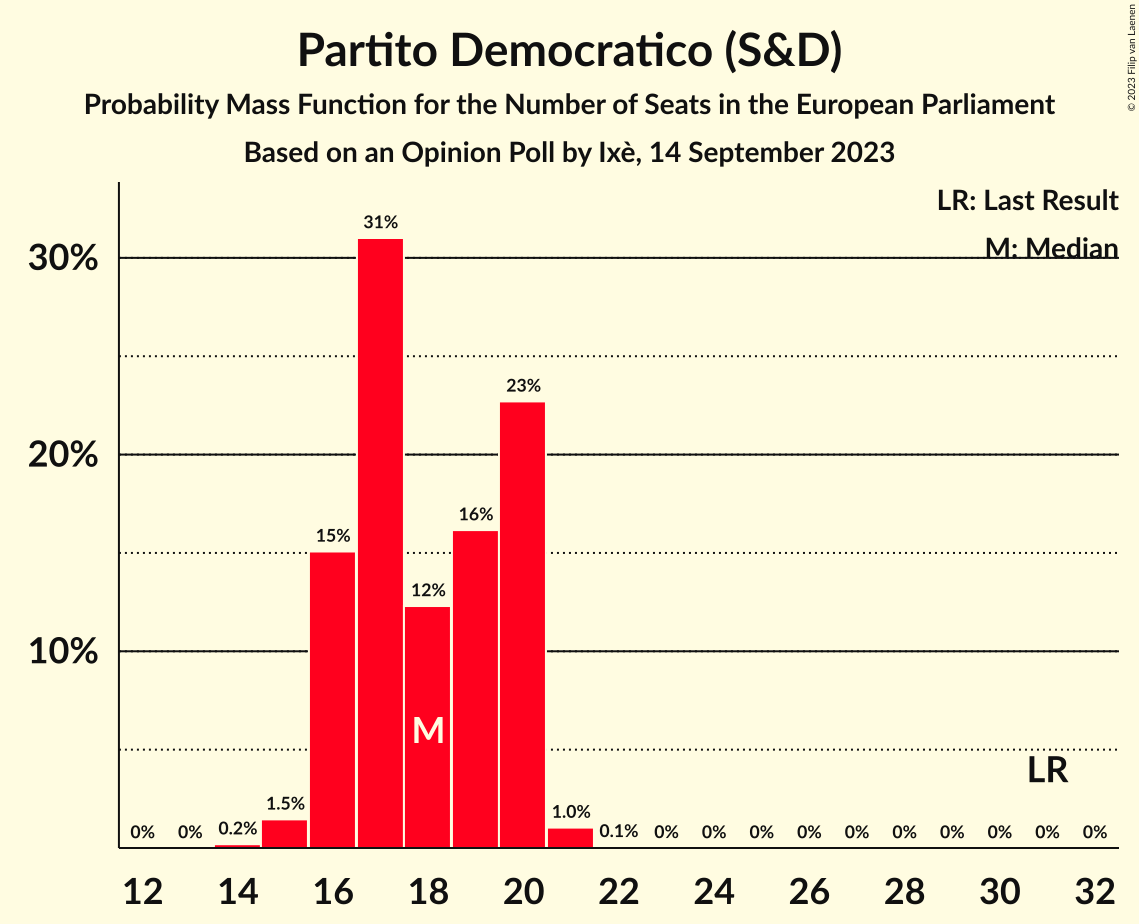 Partito Democratico (S&D)
Probability Mass Function for the Number of Seats in the European Parliament
Based on an Opinion Poll by Ixè, 14 September 2023
© 2023 Filip van Laenen
LR: Last Result
M: Median
30%
20%
10%
0% 0% 0.2% 1.5% 15% 31% 12% 16% 23% 1.0% 0.1% 0% 0% 0% 0% 0% 0% 0% 0% 0% 0%
M
LR
12 14 16 18 20 22 24 26 28 30 32